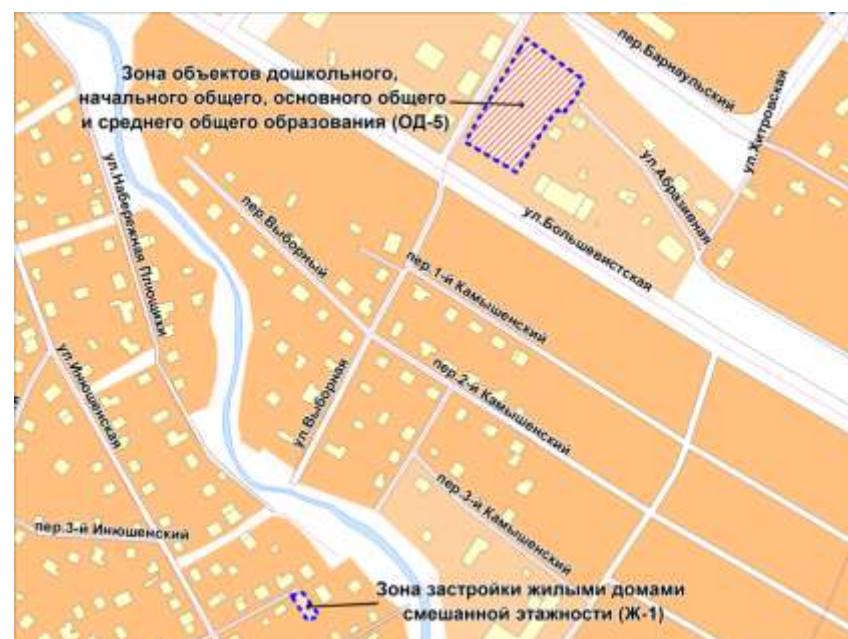 Зона объектов дошкольного,
начального общего, основного общего
и среднего общего образования (ОД-5)
пер.Барнаульский
ул.Хитровская
ул.Абразивная
ул.Большевистская
ул.Набережная Плющихи
пер.Выборный
пер.1-й Камышенский
ул.Инюшенская
ул.Выборная
пер.2-й Камышенский
пер.3-й Камышенский
пер.3-й Инюшенский
Зона застройки жилыми домами
смешанной этажности (Ж-1)